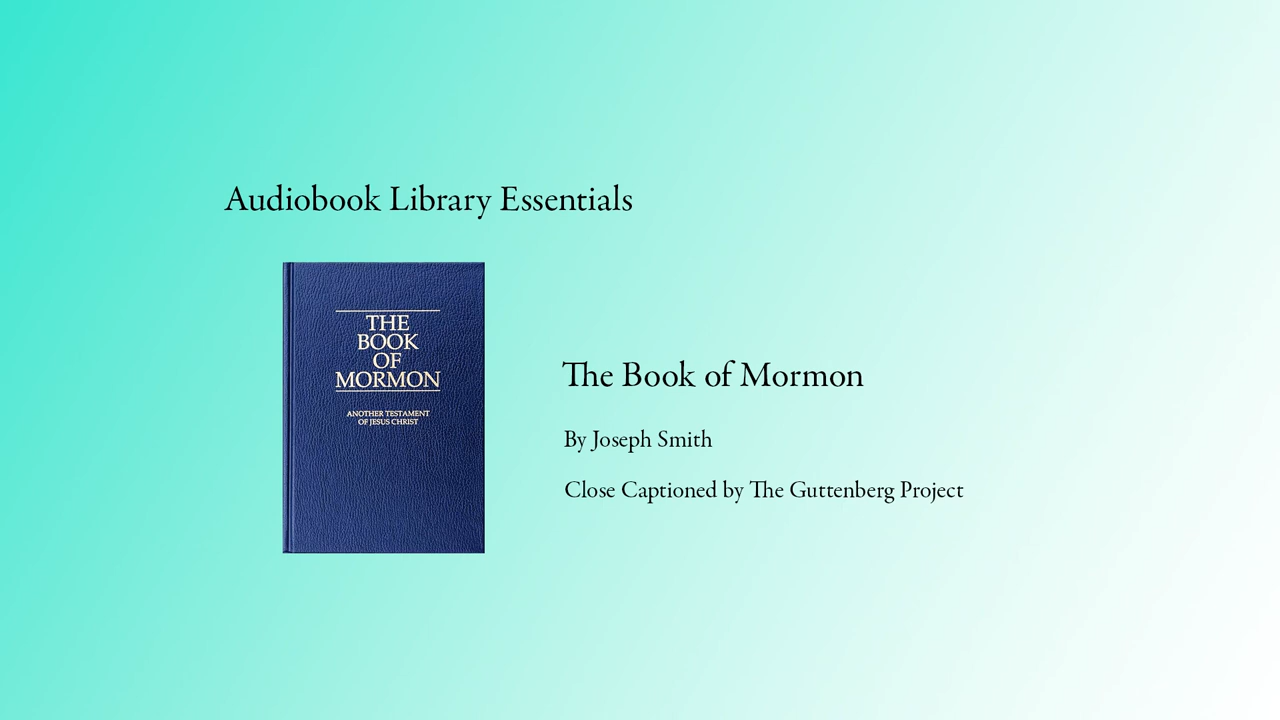 Audiobook Library Essentials
THE
BOOK
OF
MORMON
ANOTHER TESTAMENT
OF JESUS CHRIST
The Book of Mormon
By Joseph Smith
Close Captioned by The Guttenberg Project